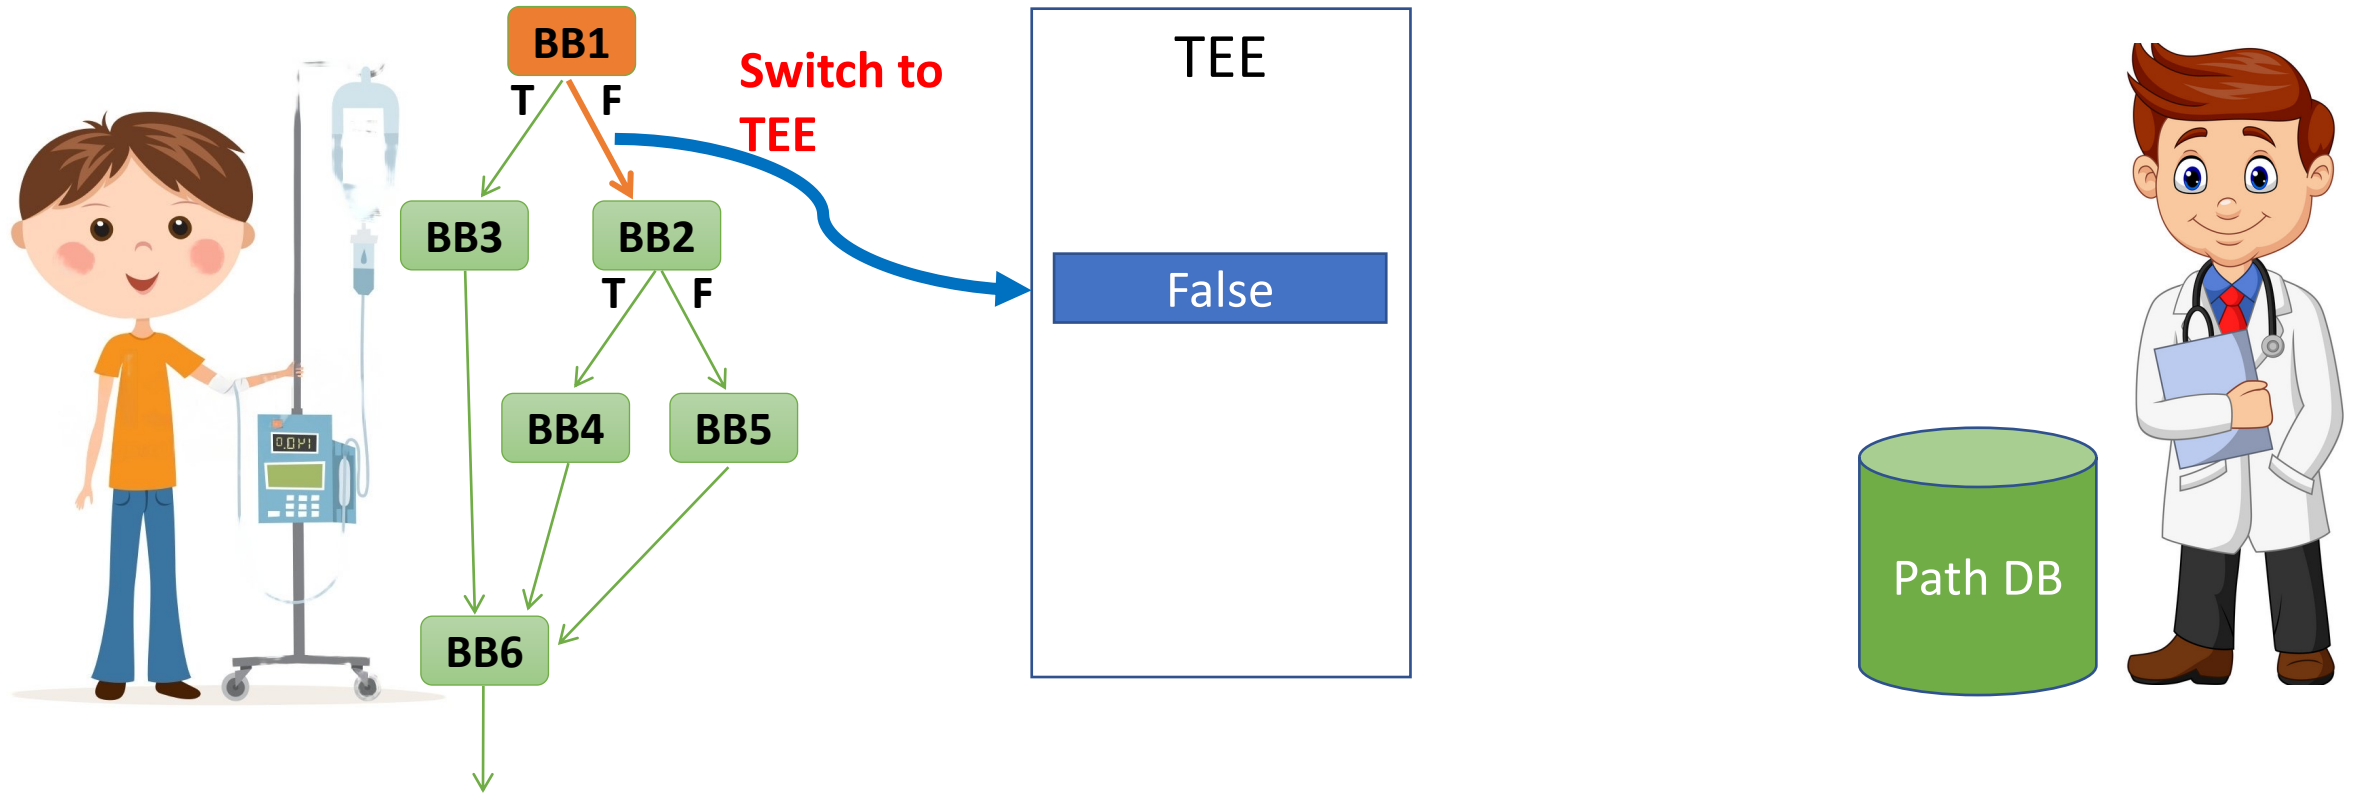 BB1
T F
Switch to
TEE
TEE
BB3
BB2
T F
False
BB4
BB5
BB6
Path DB